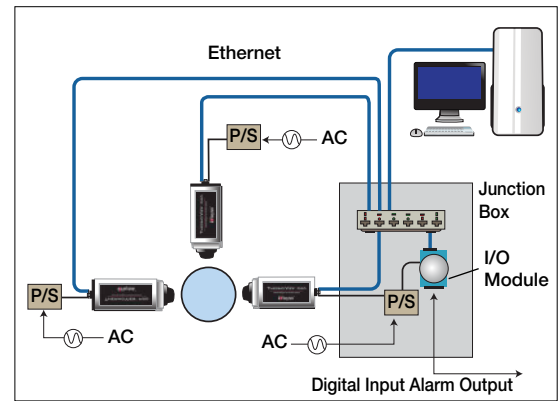 Ethernet
P/S
AC
Junction
Box
I/O
Module
P/S
AC
P/S
AC
Digital Input Alarm Output